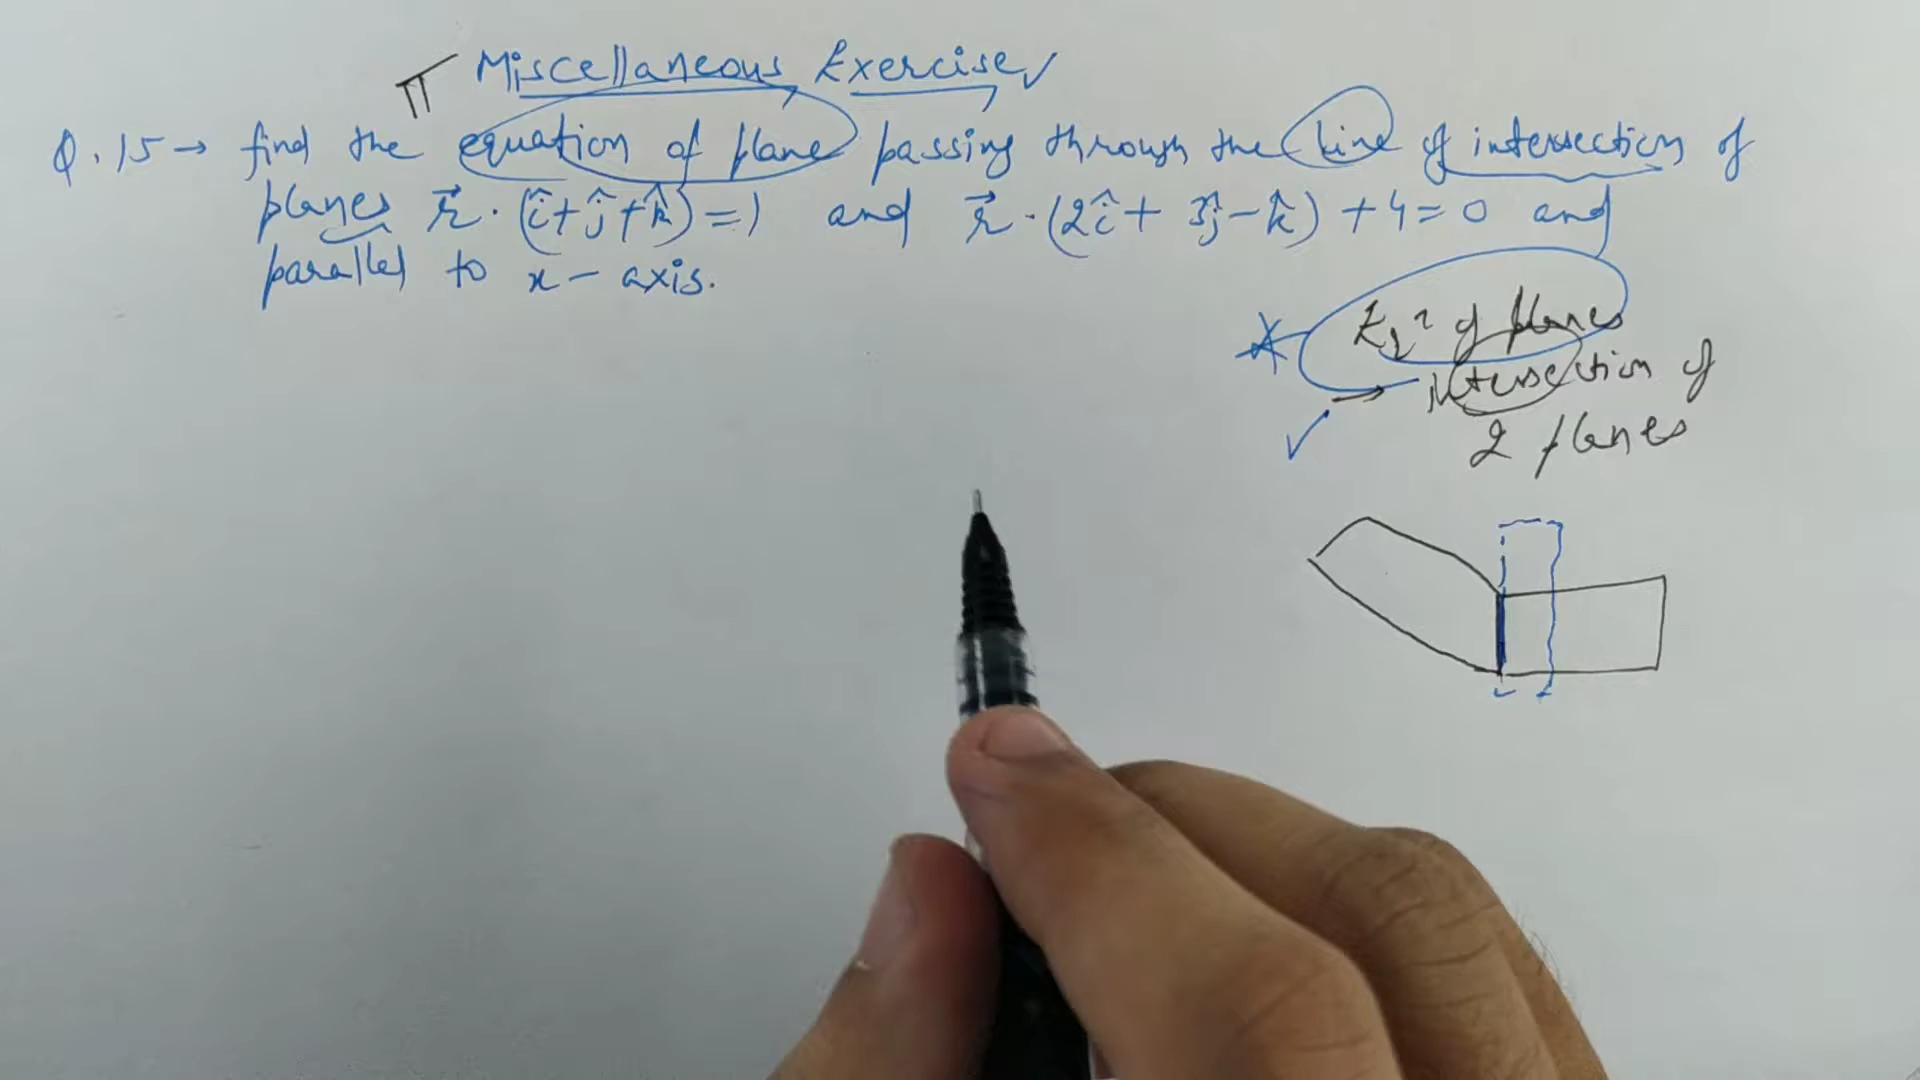 Miscellaneous Exercise
π
Q.15 → find the equation of plane passing through the line of intersection of
planes r⃗ · (î + ĵ + k̂) = 1 and r⃗ · (2î + 3ĵ − k̂) + 4 = 0 and
parallel to x - axis.
Eqⁿ of planes
→ intersection of
2 planes